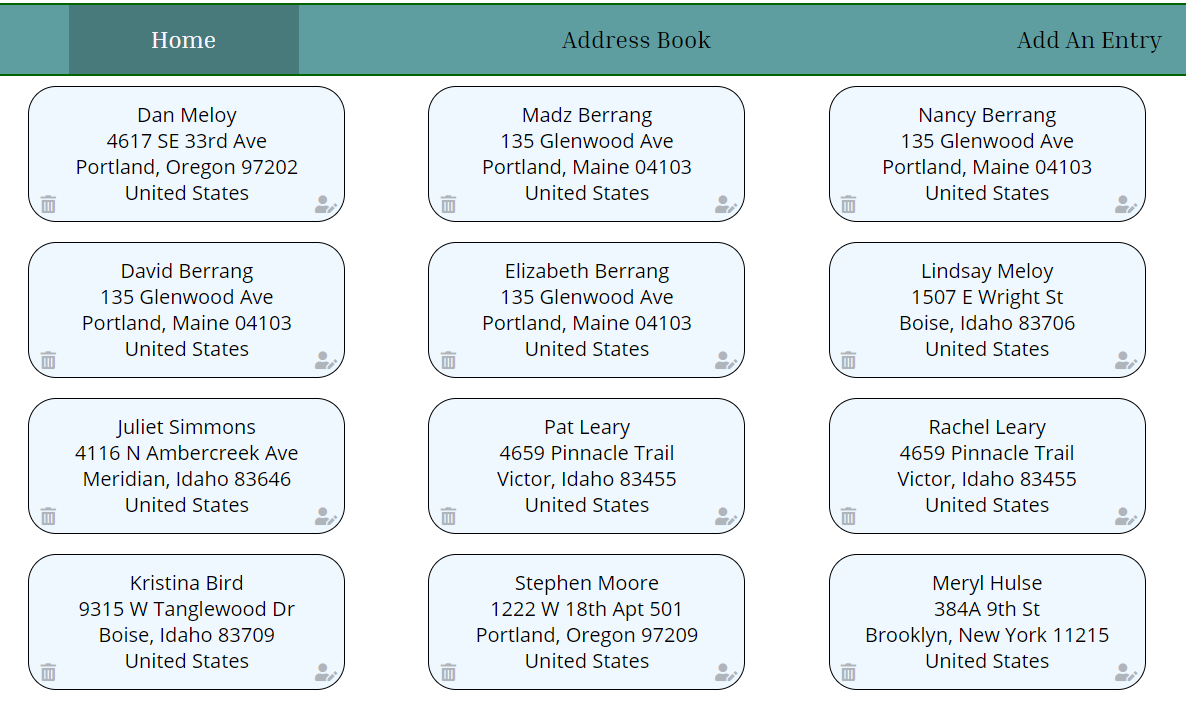 Home
Address Book
Add An Entry
Dan Meloy
4617 SE 33rd Ave
Portland, Oregon 97202
United States
Madz Berrang
135 Glenwood Ave
Portland, Maine 04103
United States
Nancy Berrang
135 Glenwood Ave
Portland, Maine 04103
United States
David Berrang
135 Glenwood Ave
Portland, Maine 04103
United States
Elizabeth Berrang
135 Glenwood Ave
Portland, Maine 04103
United States
Lindsay Meloy
1507 E Wright St
Boise, Idaho 83706
United States
Juliet Simmons
4116 N Ambercreek Ave
Meridian, Idaho 83646
United States
Pat Leary
4659 Pinnacle Trail
Victor, Idaho 83455
United States
Rachel Leary
4659 Pinnacle Trail
Victor, Idaho 83455
United States
Kristina Bird
9315 W Tanglewood Dr
Boise, Idaho 83709
United States
Stephen Moore
1222 W 18th Apt 501
Portland, Oregon 97209
United States
Meryl Hulse
384A 9th St
Brooklyn, New York 11215
United States